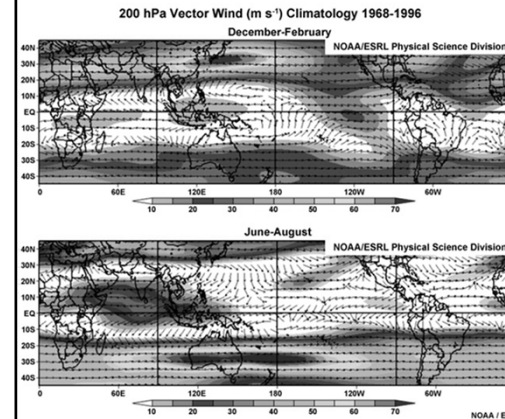 200 hPa Vector Wind (m s⁻¹) Climatology 1968-1996
December-February
NOAA/ESRL Physical Science Division
40N
30N
20N
10N
EQ
10S
20S
30S
40S
0 60E 120E 180 120W 60W
10 20 30 40 50 60 70
June-August
NOAA/ESRL Physical Science Division
40N
30N
20N
10N
EQ
10S
20S
30S
40S
0 60E 120E 180 120W 60W
10 20 30 40 50 60 70
NOAA / E